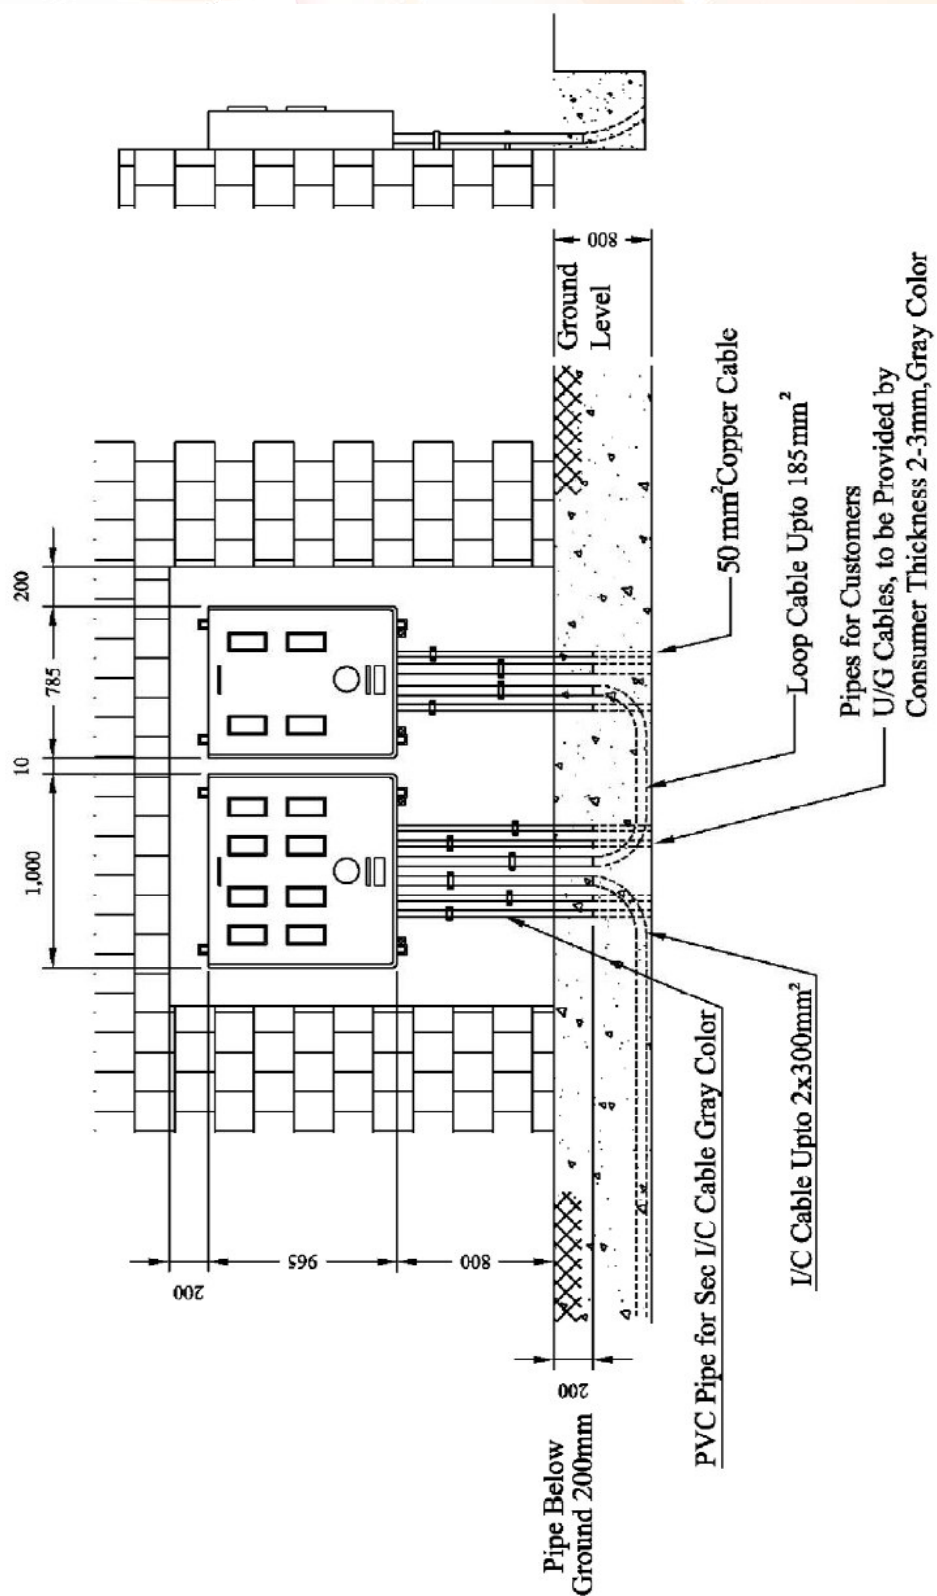 1,000
10
785
200
200
965
800
800
Ground
Level
200
Pipe Below
Ground 200mm
PVC Pipe for Sec I/C Cable Gray Color
I/C Cable Upto 2x300mm²
50 mm² Copper Cable
Loop Cable Upto 185mm²
Pipes for Customers
U/G Cables, to be Provided by
Consumer Thickness 2-3mm,Gray Color